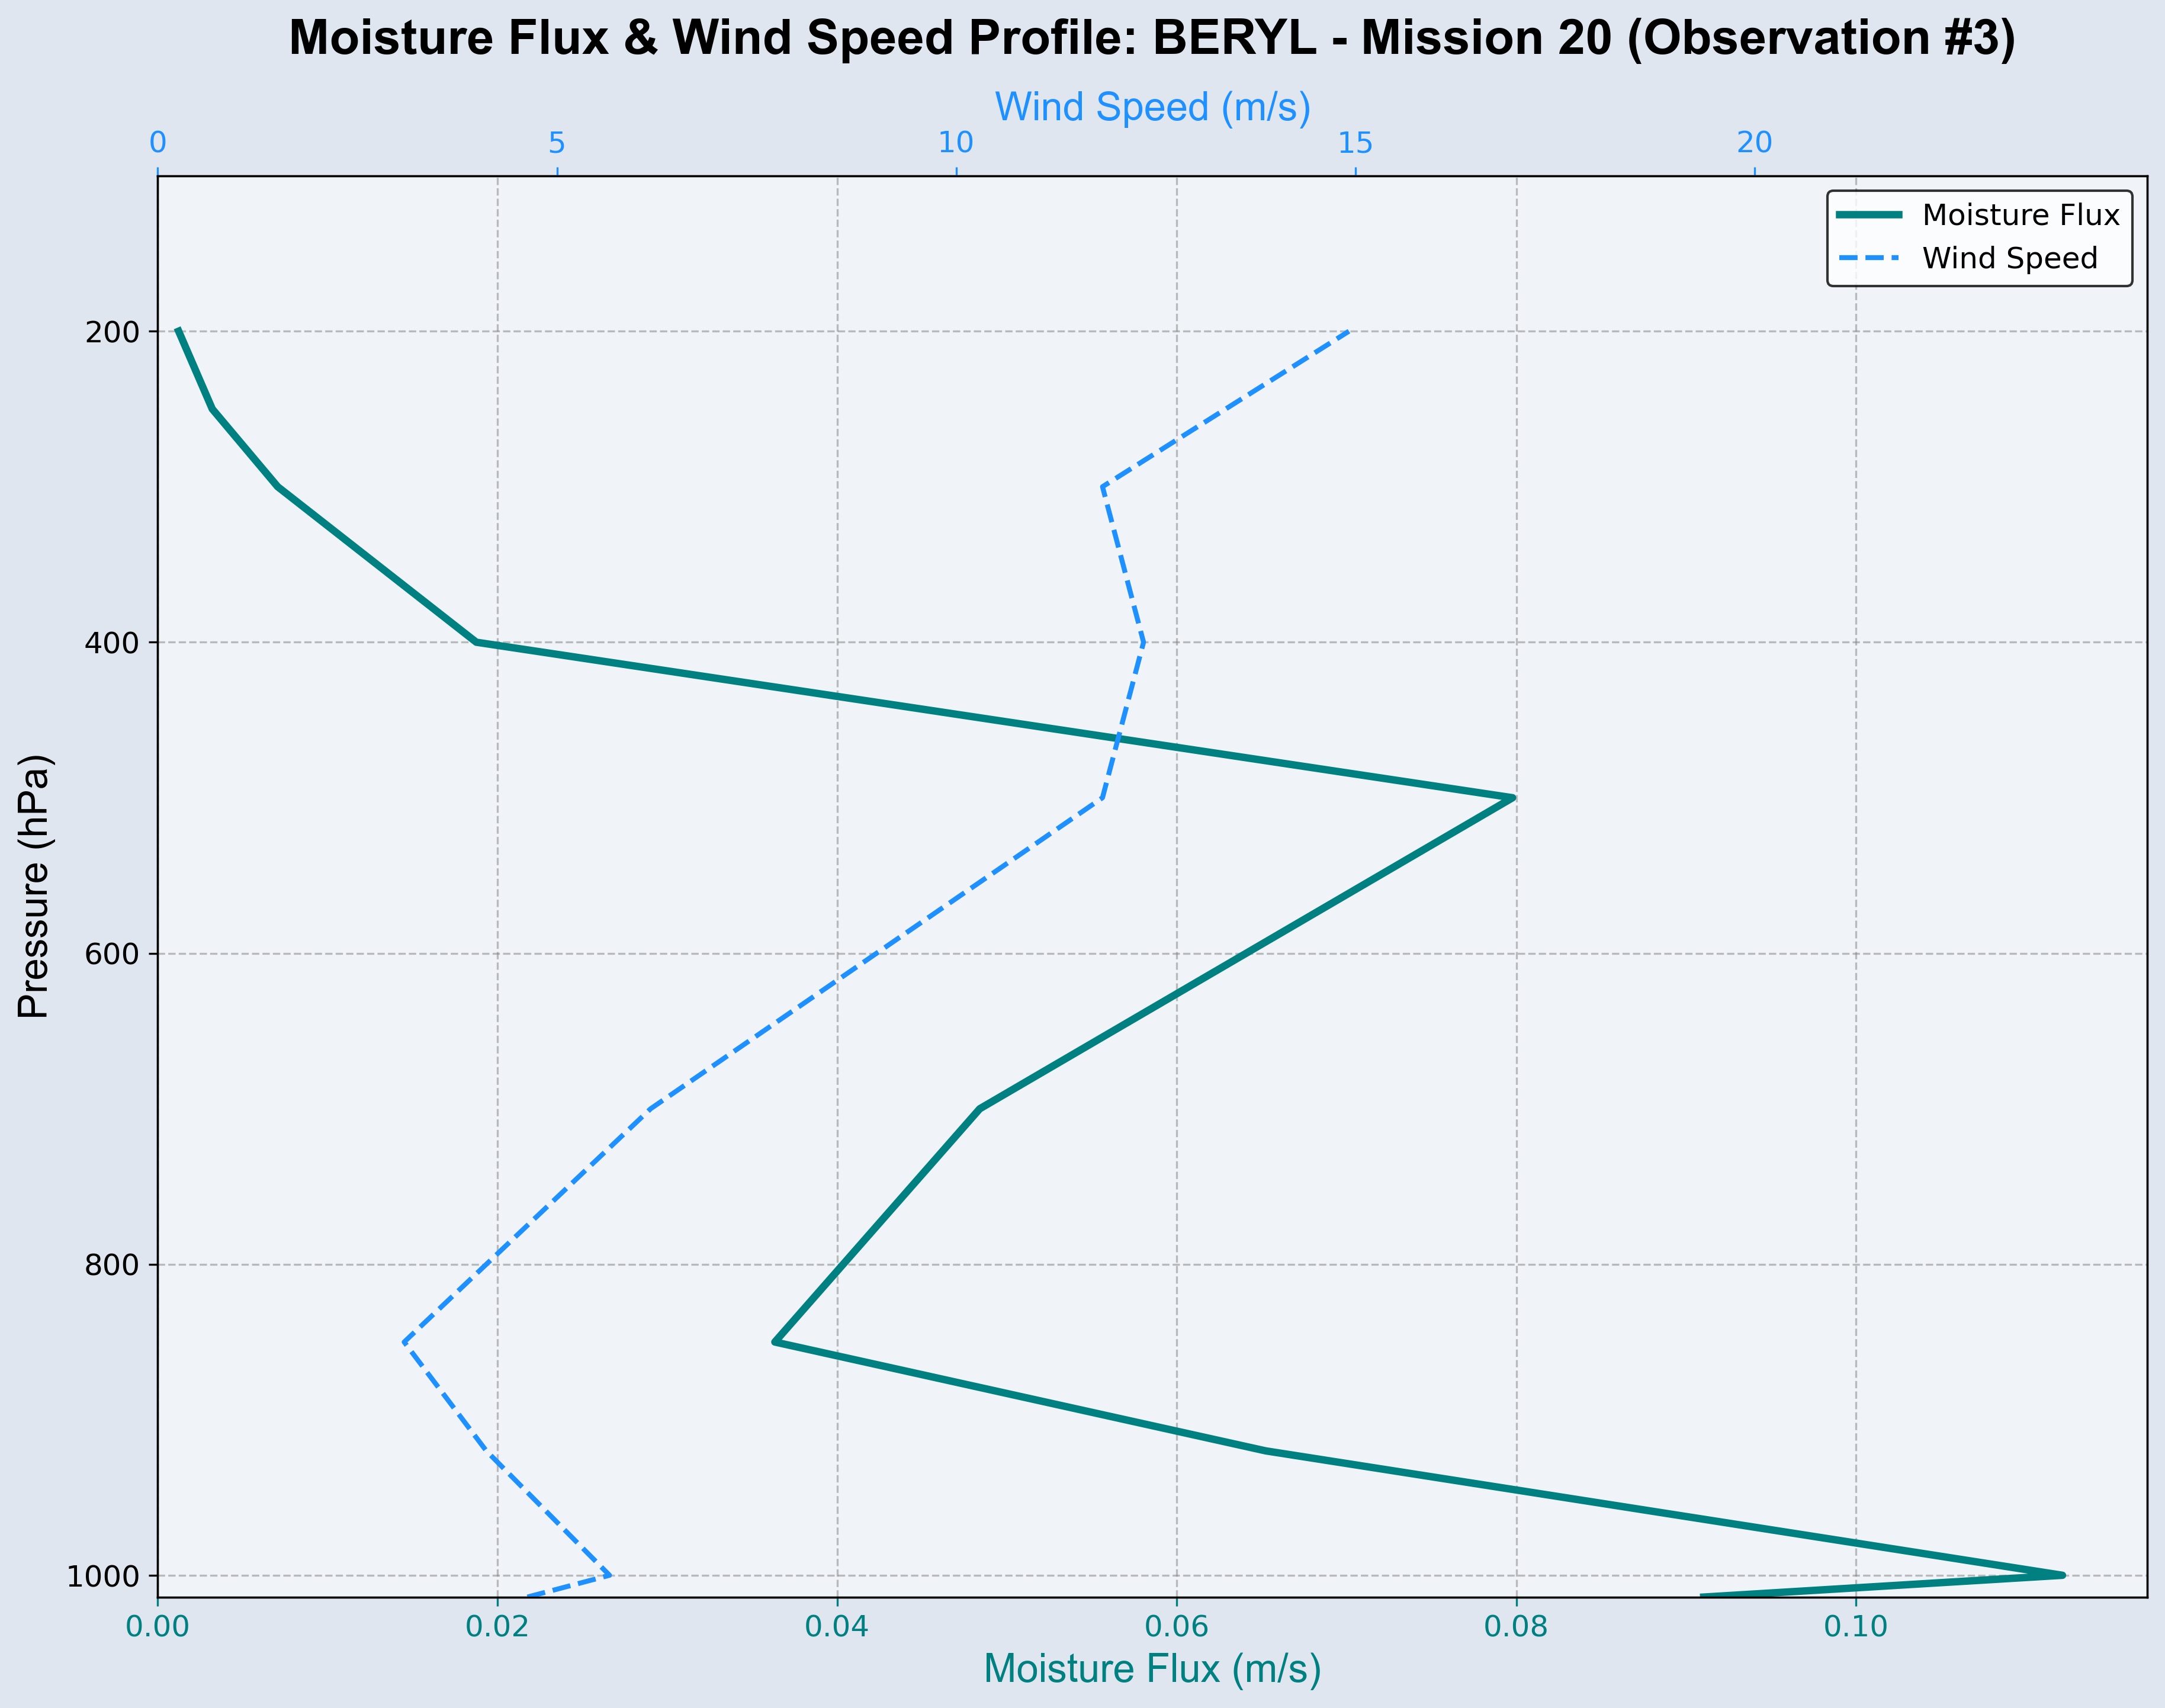 Moisture Flux & Wind Speed Profile: BERYL - Mission 20 (Observation #3)
Wind Speed (m/s)
0 5 10 15 20
Moisture Flux
Wind Speed
Pressure (hPa)
200
400
600
800
1000
0.00 0.02 0.04 0.06 0.08 0.10
Moisture Flux (m/s)